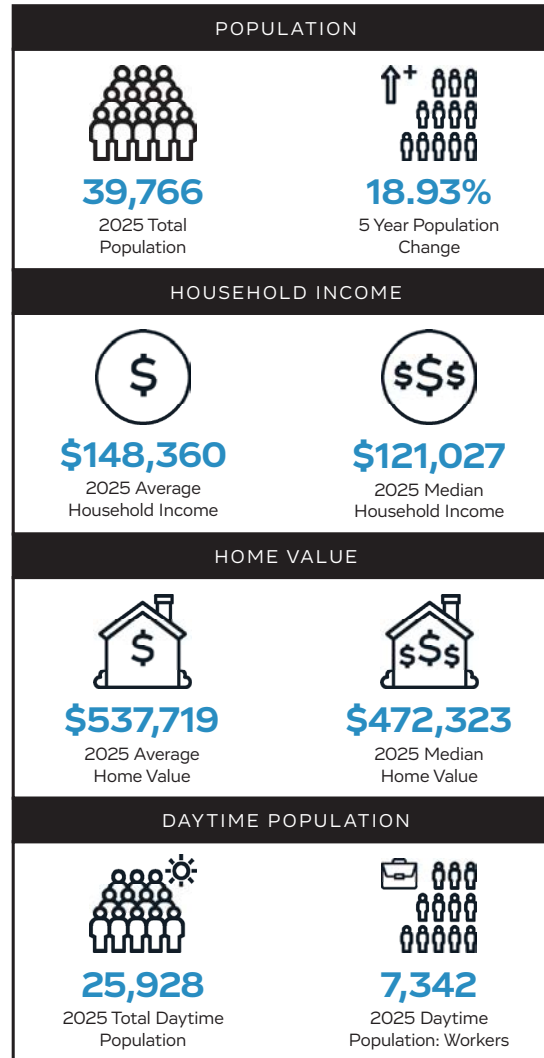 POPULATION
39,766
2025 Total
Population
18.93%
5 Year Population
Change
HOUSEHOLD INCOME
$
$148,360
2025 Average
Household Income
$$$
$121,027
2025 Median
Household Income
HOME VALUE
$
$537,719
2025 Average
Home Value
$$$
$472,323
2025 Median
Home Value
DAYTIME POPULATION
25,928
2025 Total Daytime
Population
7,342
2025 Daytime
Population: Workers